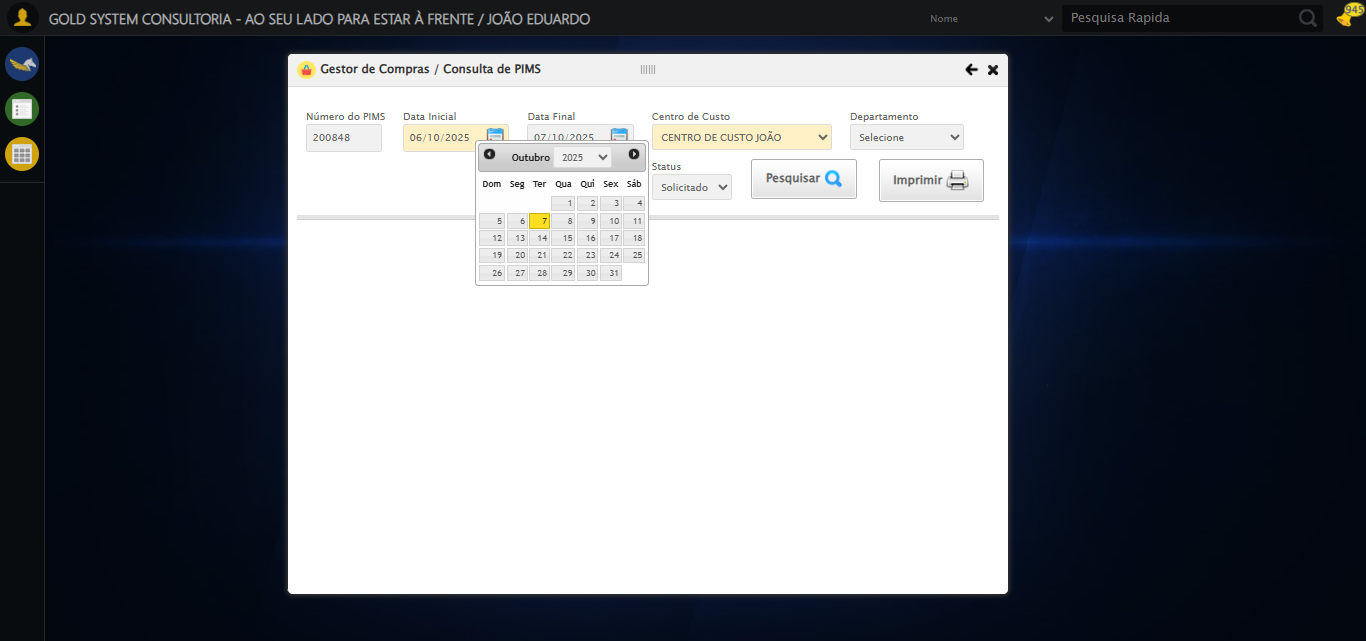 GOLD SYSTEM CONSULTORIA - AO SEU LADO PARA ESTAR À FRENTE / JOÃO EDUARDO
Nome
Pesquisa Rapida
945
Gestor de Compras / Consulta de PIMS
Número do PIMS Data Inicial Data Final Centro de Custo Departamento
200848 06/10/2025 07/10/2025 CENTRO DE CUSTO JOÃO Selecione
Outubro 2025
Dom Seg Ter Qua Qui Sex Sáb
1 2 3 4
5 6 7 8 9 10 11
12 13 14 15 16 17 18
19 20 21 22 23 24 25
26 27 28 29 30 31
Status
Solicitado
Pesquisar
Imprimir